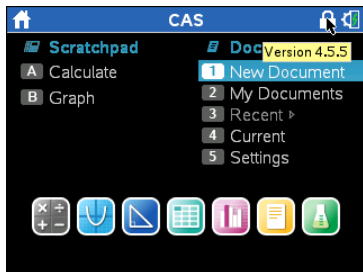 CAS
Scratchpad
A Calculate
B Graph
Doc
Version 4.5.5
1 New Document
2 My Documents
3 Recent ▹
4 Current
5 Settings